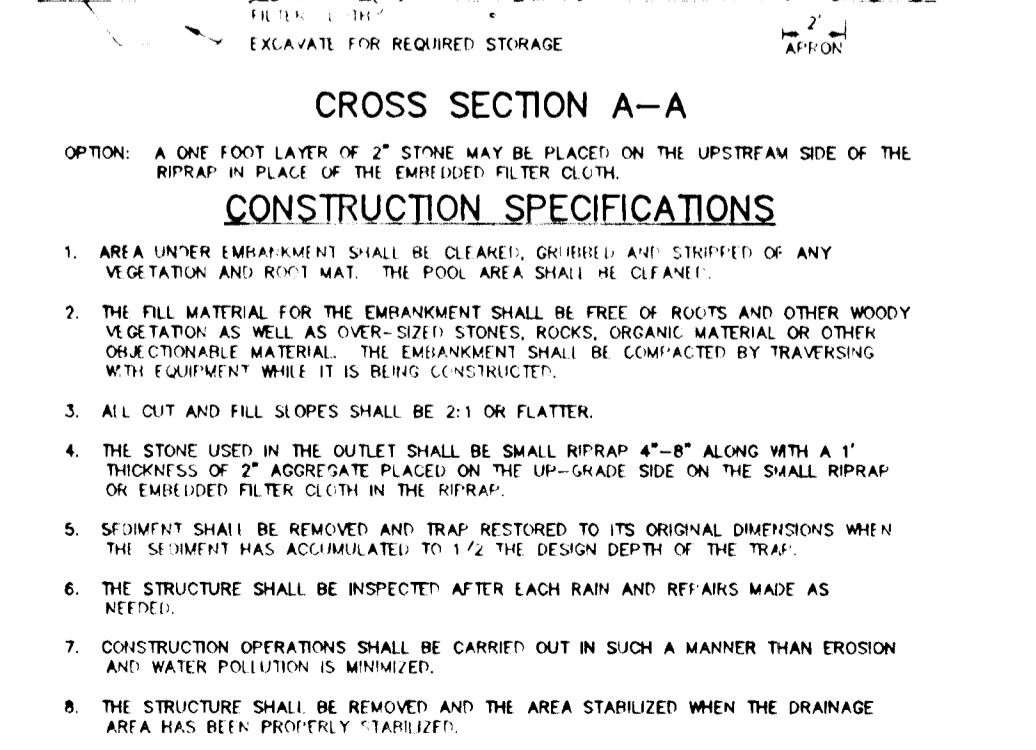 FILTER CLOTH
EXCAVATE FOR REQUIRED STORAGE
2'
APRON
CROSS SECTION A-A
OPTION: A ONE FOOT LAYER OF 2" STONE MAY BE PLACED ON THE UPSTREAM SIDE OF THE
RIPRAP IN PLACE OF THE EMBEDDED FILTER CLOTH.
CONSTRUCTION SPECIFICATIONS
1. AREA UNDER EMBANKMENT SHALL BE CLEARED, GRUBBED AND STRIPPED OF ANY
VEGETATION AND ROOT MAT. THE POOL AREA SHALL BE CLEANED.
2. THE FILL MATERIAL FOR THE EMBANKMENT SHALL BE FREE OF ROOTS AND OTHER WOODY
VEGETATION AS WELL AS OVER-SIZED STONES, ROCKS, ORGANIC MATERIAL OR OTHER
OBJECTIONABLE MATERIAL. THE EMBANKMENT SHALL BE COMPACTED BY TRAVERSING
WITH EQUIPMENT WHILE IT IS BEING CONSTRUCTED.
3. ALL CUT AND FILL SLOPES SHALL BE 2:1 OR FLATTER.
4. THE STONE USED IN THE OUTLET SHALL BE SMALL RIPRAP 4"-8" ALONG WITH A 1'
THICKNESS OF 2" AGGREGATE PLACED ON THE UP-GRADE SIDE ON THE SMALL RIPRAP
OR EMBEDDED FILTER CLOTH IN THE RIPRAP.
5. SEDIMENT SHALL BE REMOVED AND TRAP RESTORED TO ITS ORIGINAL DIMENSIONS WHEN
THE SEDIMENT HAS ACCUMULATED TO 1/2 THE DESIGN DEPTH OF THE TRAP.
6. THE STRUCTURE SHALL BE INSPECTED AFTER EACH RAIN AND REPAIRS MADE AS
NEEDED.
7. CONSTRUCTION OPERATIONS SHALL BE CARRIED OUT IN SUCH A MANNER THAN EROSION
AND WATER POLLUTION IS MINIMIZED.
8. THE STRUCTURE SHALL BE REMOVED AND THE AREA STABILIZED WHEN THE DRAINAGE
AREA HAS BEEN PROPERLY STABILIZED.